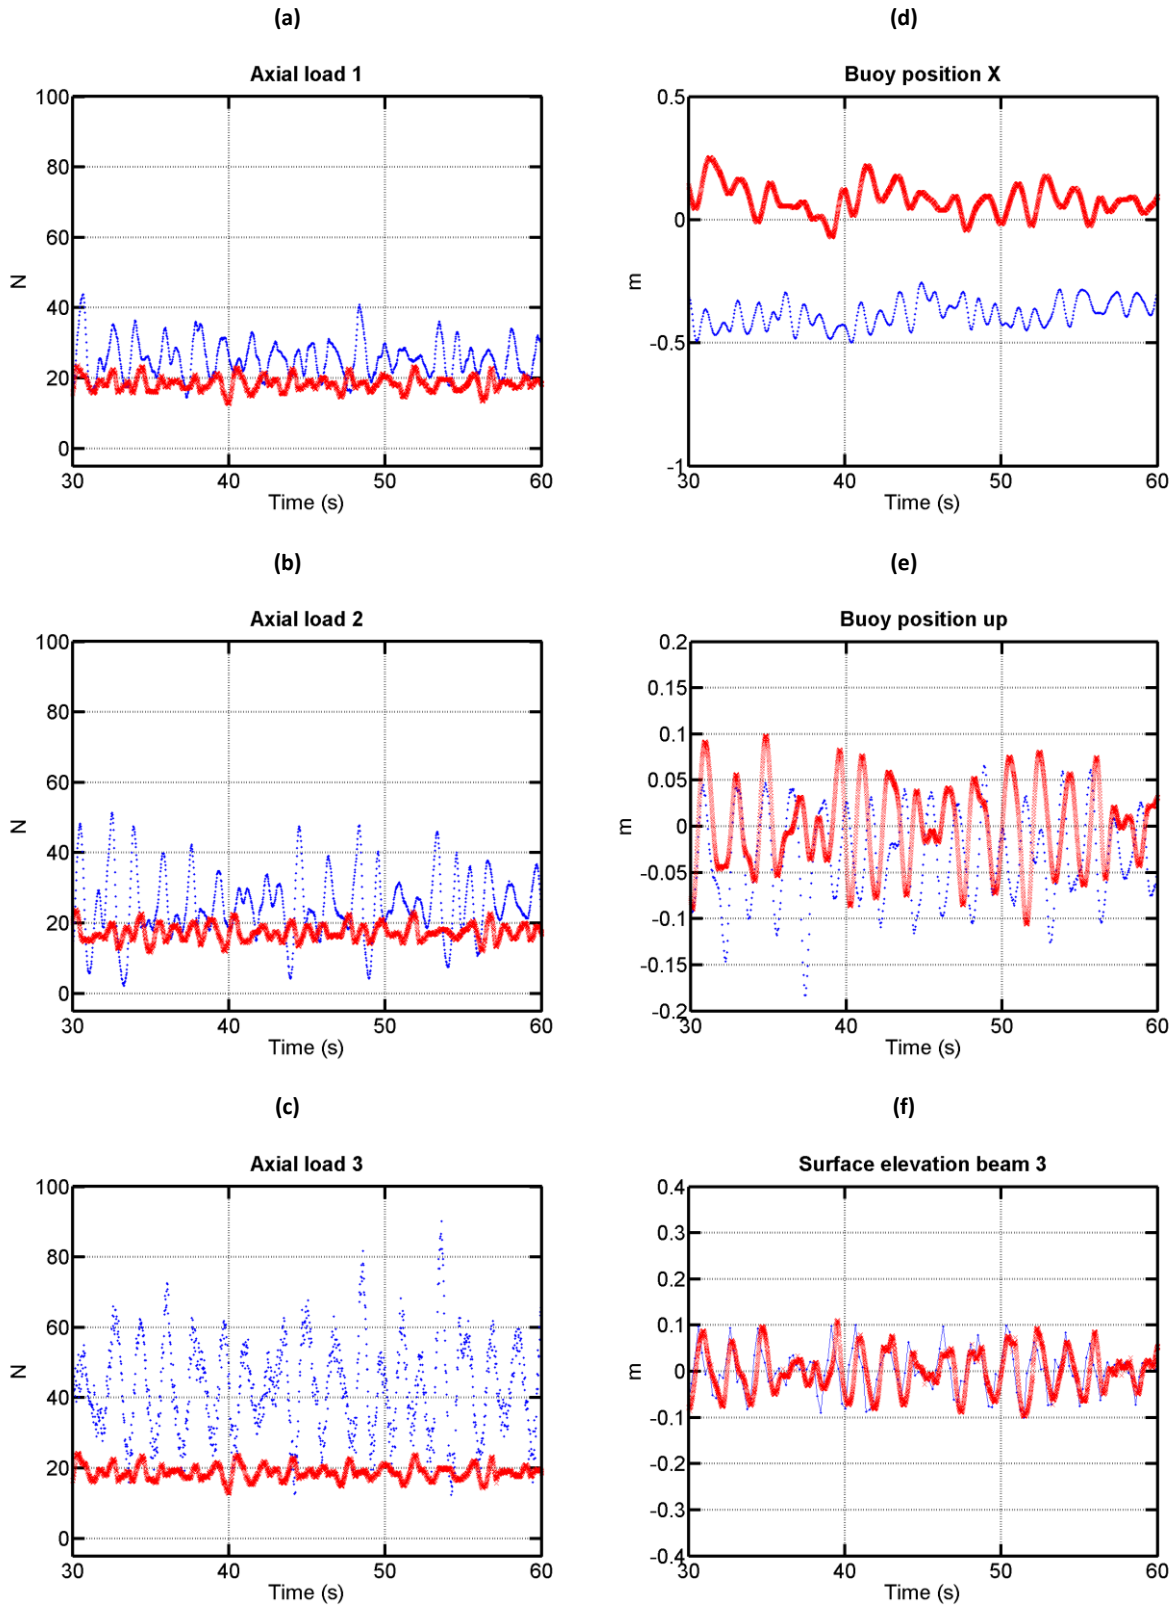 (a)
Axial load 1
100
80
60
40
20
0
N
30 40 50 60
Time (s)
(d)
Buoy position X
0.5
0
-0.5
-1
m
30 40 50 60
Time (s)
(b)
Axial load 2
100
80
60
40
20
0
N
30 40 50 60
Time (s)
(e)
Buoy position up
0.2
0.15
0.1
0.05
0
-0.05
-0.1
-0.15
-0.2
m
30 40 50 60
Time (s)
(c)
Axial load 3
100
80
60
40
20
0
N
30 40 50 60
Time (s)
(f)
Surface elevation beam 3
0.4
0.3
0.2
0.1
0
-0.1
-0.2
-0.3
-0.4
m
30 40 50 60
Time (s)